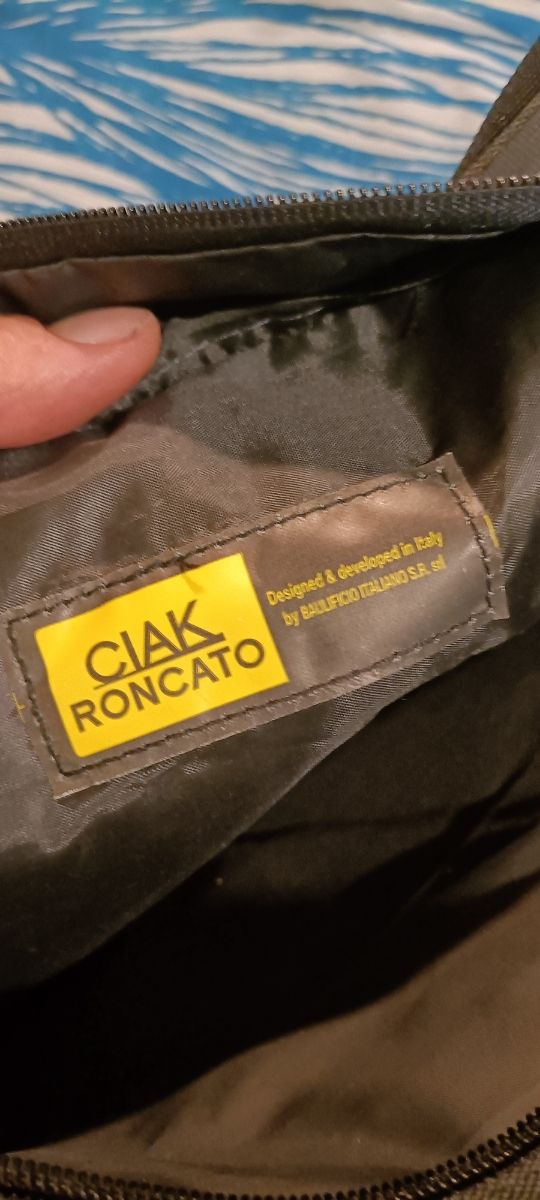 CIAK
RONCATO
Designed & developed in Italy
by BAULIFICIO ITALIANO S.R. srl